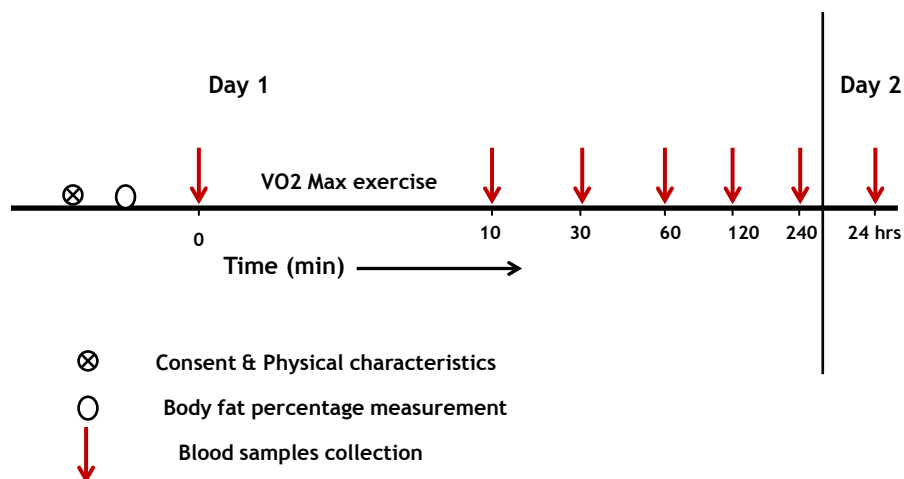 Day 1
Day 2
VO2 Max exercise
0
10
30
60
120
240
24 hrs
Time (min)
Consent & Physical characteristics
Body fat percentage measurement
Blood samples collection